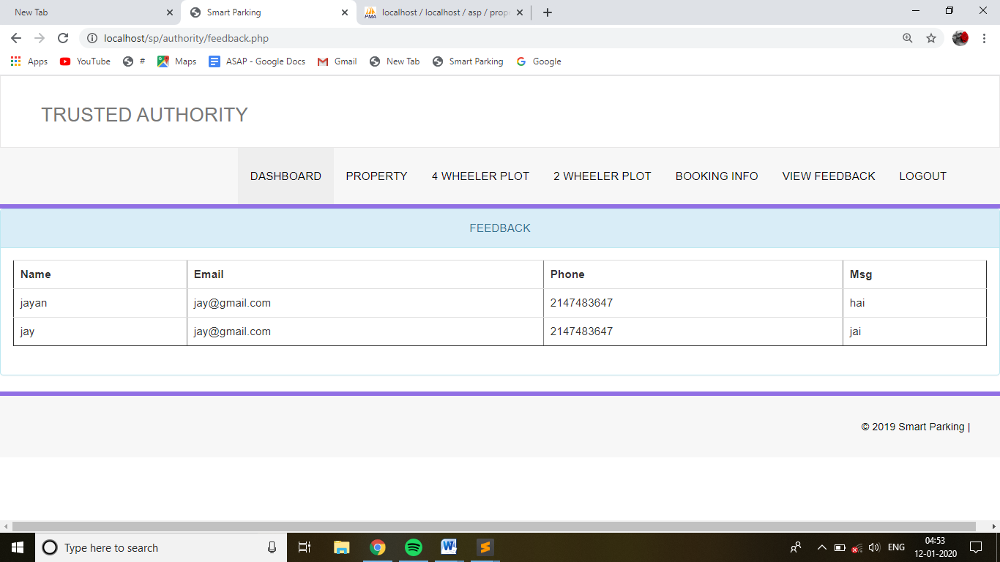 New Tab
Smart Parking
localhost / localhost / asp / prop
localhost/sp/authority/feedback.php
Apps
YouTube
#
Maps
ASAP - Google Docs
Gmail
New Tab
Smart Parking
Google
TRUSTED AUTHORITY
DASHBOARD
PROPERTY
4 WHEELER PLOT
2 WHEELER PLOT
BOOKING INFO
VIEW FEEDBACK
LOGOUT
FEEDBACK
Name Email Phone Msg
jayan jay@gmail.com 2147483647 hai
jay jay@gmail.com 2147483647 jai
© 2019 Smart Parking |
Type here to search
ENG
04:53
12-01-2020